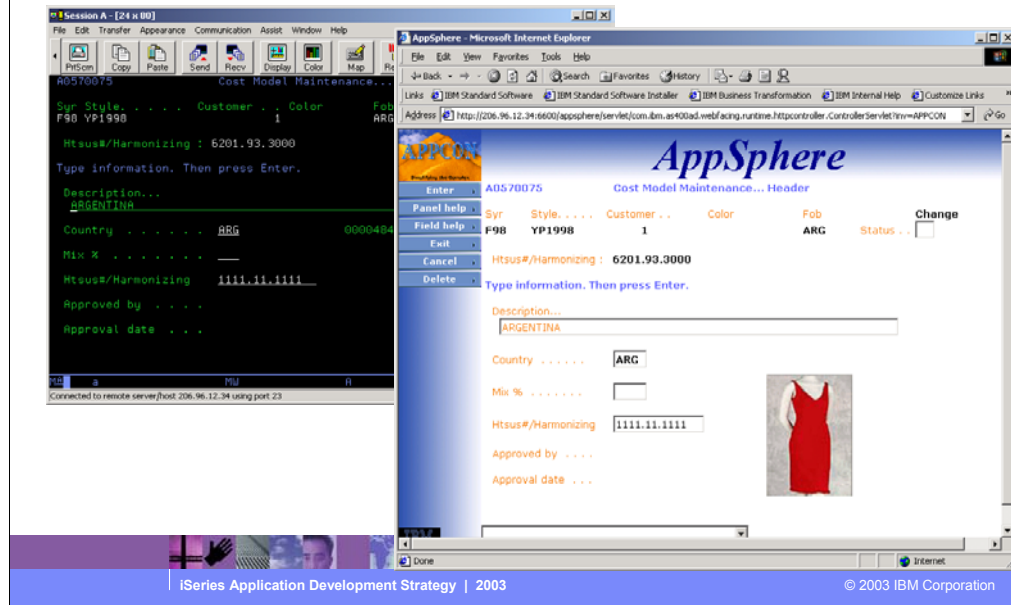 Session A - [24 x 80]
File Edit Transfer Appearance Communication Assist Window Help
PrtScrn Copy Paste Send Recv Display Color Map
A0570075 Cost Model Maintenance...
Syr Style. . . . . Customer . . Color Fob
F98 YP1998 1 ARG
Htsus#/Harmonizing : 6201.93.3000
Type information. Then press Enter.
Description...
ARGENTINA
Country . . . . . . ARG 0000484
Mix % . . . . . . .
Htsus#/Harmonizing 1111.11.1111
Approved by . . . .
Approval date . . .
MA a MW A
Connected to remote server/host 206.96.12.34 using port 23
AppSphere - Microsoft Internet Explorer
File Edit View Favorites Tools Help
Back Search Favorites History
Links IBM Standard Software IBM Standard Software Installer IBM Business Transformation IBM Internal Help Customize Links
Address http://206.96.12.34:6600/appsphere/servlet/com.ibm.as400ad.webfacing.runtime.httpcontroller.ControllerServlet?inv=APPCON Go
APPCON
AppSphere
Enter
Panel help
Field help
Exit
Cancel
Delete
A0570075 Cost Model Maintenance... Header
Syr Style. . . . . Customer . . Color Fob Change
F98 YP1998 1 ARG Status . .
Htsus#/Harmonizing : 6201.93.3000
Type information. Then press Enter.
Description...
ARGENTINA
Country . . . . . . ARG
Mix % . . . . . . .
Htsus#/Harmonizing 1111.11.1111
Approved by . . . .
Approval date . . .
Done Internet
iSeries Application Development Strategy | 2003 © 2003 IBM Corporation